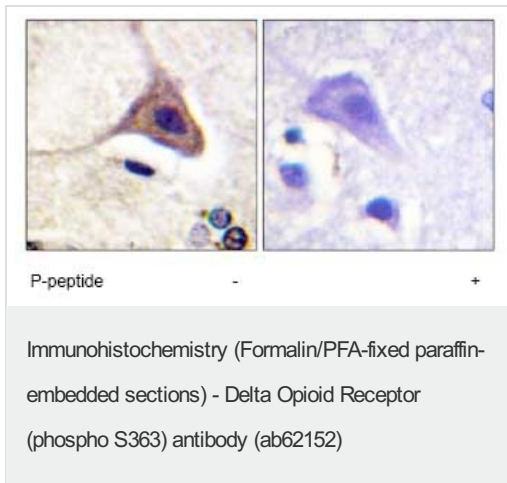 P-peptide - +
Immunohistochemistry (Formalin/PFA-fixed paraffin-
embedded sections) - Delta Opioid Receptor
(phospho S363) antibody (ab62152)